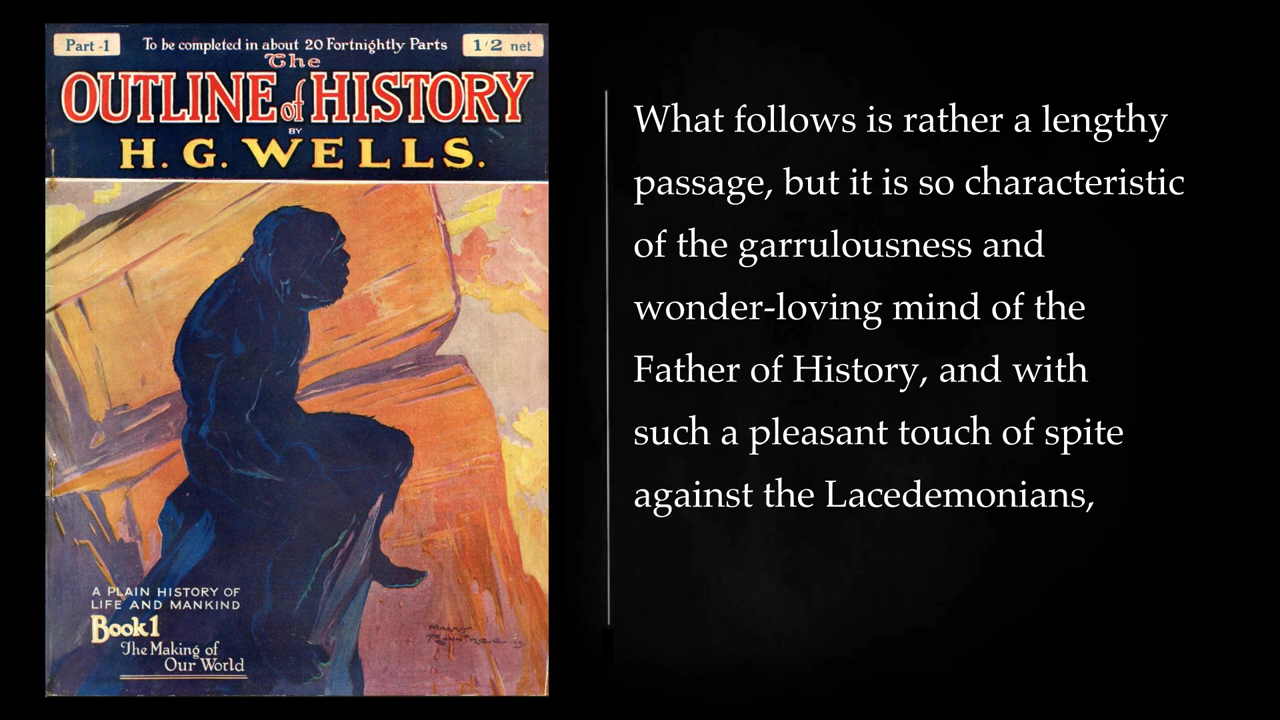 Part -1
To be completed in about 20 Fortnightly Parts
1/2 net
The
OUTLINE of HISTORY
BY
H. G. WELLS.
A PLAIN HISTORY OF
LIFE AND MANKIND
Book 1
The Making of
Our World
What follows is rather a lengthy
passage, but it is so characteristic
of the garrulousness and
wonder-loving mind of the
Father of History, and with
such a pleasant touch of spite
against the Lacedemonians,